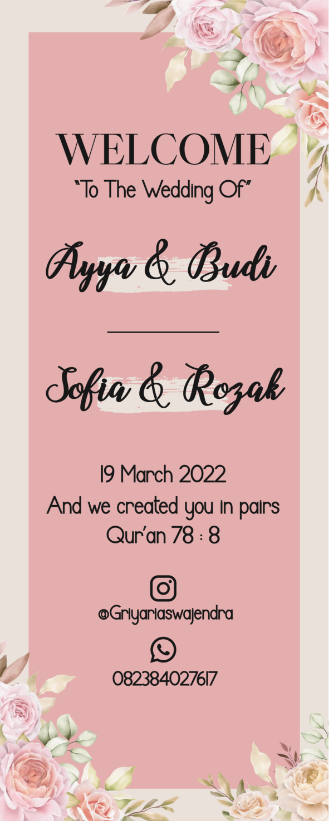 WELCOME
"To The Wedding Of"
Ayya & Budi
Sofia & Rozak
19 March 2022
And we created you in pairs
Qur'an 78 : 8
@Griyariaswajendra
082384027617